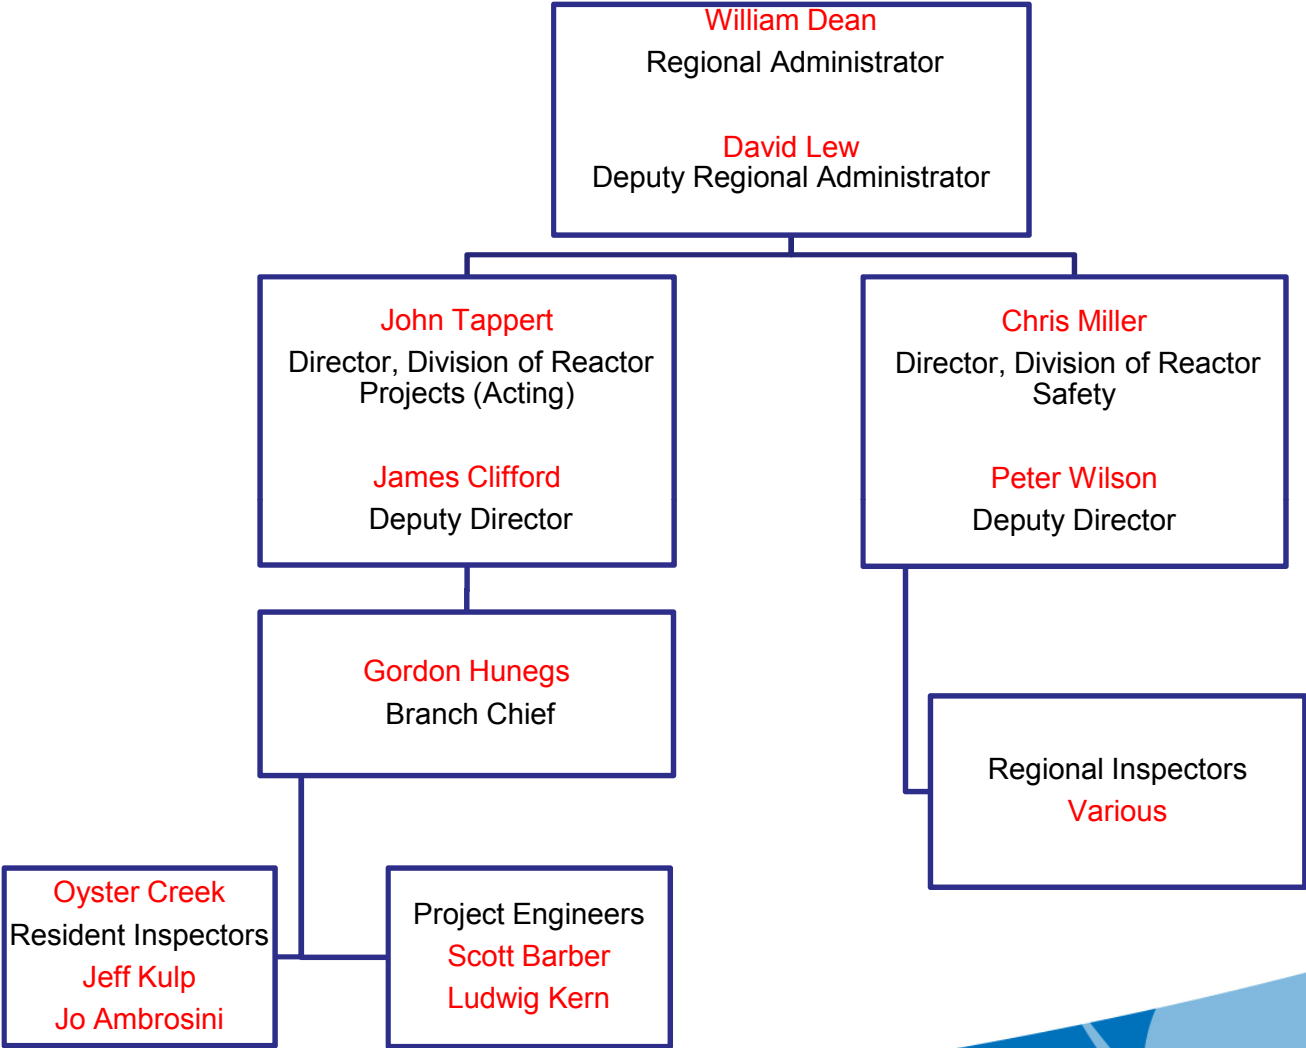 William Dean
Regional Administrator
David Lew
Deputy Regional Administrator
John Tappert
Director, Division of Reactor
Projects (Acting)
James Clifford
Deputy Director
Chris Miller
Director, Division of Reactor
Safety
Peter Wilson
Deputy Director
Gordon Hunegs
Branch Chief
Regional Inspectors
Various
Oyster Creek
Resident Inspectors
Jeff Kulp
Jo Ambrosini
Project Engineers
Scott Barber
Ludwig Kern